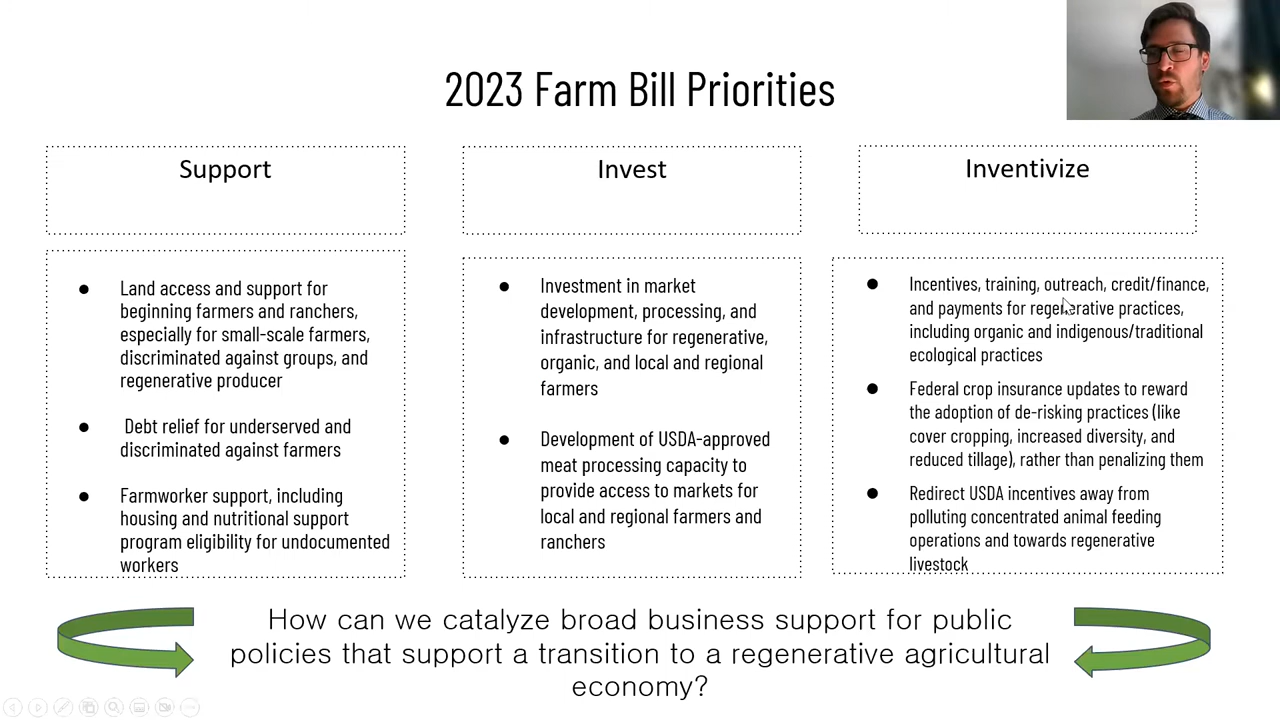 2023 Farm Bill Priorities
Support
● Land access and support for
beginning farmers and ranchers,
especially for small-scale farmers,
discriminated against groups, and
regenerative producer
● Debt relief for underserved and
discriminated against farmers
● Farmworker support, including
housing and nutritional support
program eligibility for undocumented
workers
Invest
● Investment in market
development, processing, and
infrastructure for regenerative,
organic, and local and regional
farmers
● Development of USDA-approved
meat processing capacity to
provide access to markets for
local and regional farmers and
ranchers
Inventivize
● Incentives, training, outreach, credit/finance,
and payments for regenerative practices,
including organic and indigenous/traditional
ecological practices
● Federal crop insurance updates to reward
the adoption of de-risking practices (like
cover cropping, increased diversity, and
reduced tillage), rather than penalizing them
● Redirect USDA incentives away from
polluting concentrated animal feeding
operations and towards regenerative
livestock
How can we catalyze broad business support for public
policies that support a transition to a regenerative agricultural
economy?